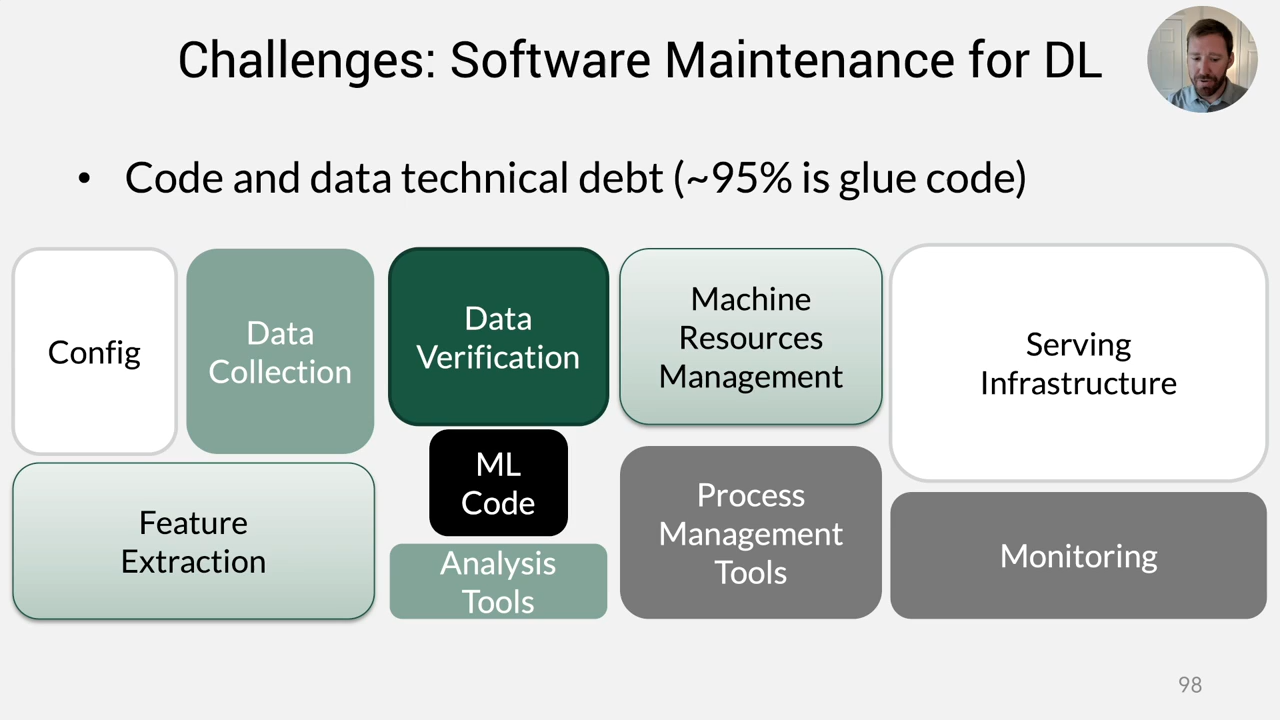 Challenges: Software Maintenance for DL
• Code and data technical debt (~95% is glue code)
Config
Data
Collection
Data
Verification
Machine
Resources
Management
Serving
Infrastructure
Feature
Extraction
ML
Code
Analysis
Tools
Process
Management
Tools
Monitoring
98